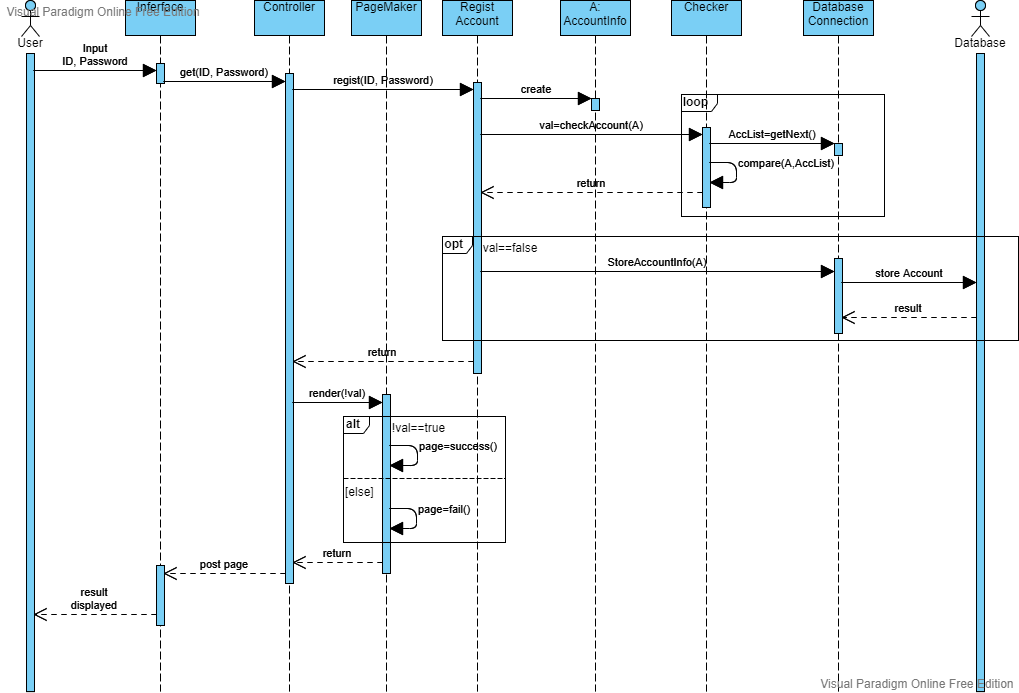 Visual Paradigm Online Free Edition
Inferface
Controller
PageMaker
Regist
Account
A:
AccountInfo
Checker
Database
Connection
User
Database
Input
ID, Password
get(ID, Password)
regist(ID, Password)
create
loop
val=checkAccount(A)
AccList=getNext()
compare(A,AccList)
return
opt
val==false
StoreAccountInfo(A)
store Account
result
return
render(!val)
alt
!val==true
page=success()
[else]
page=fail()
return
post page
result
displayed
Visual Paradigm Online Free Edition